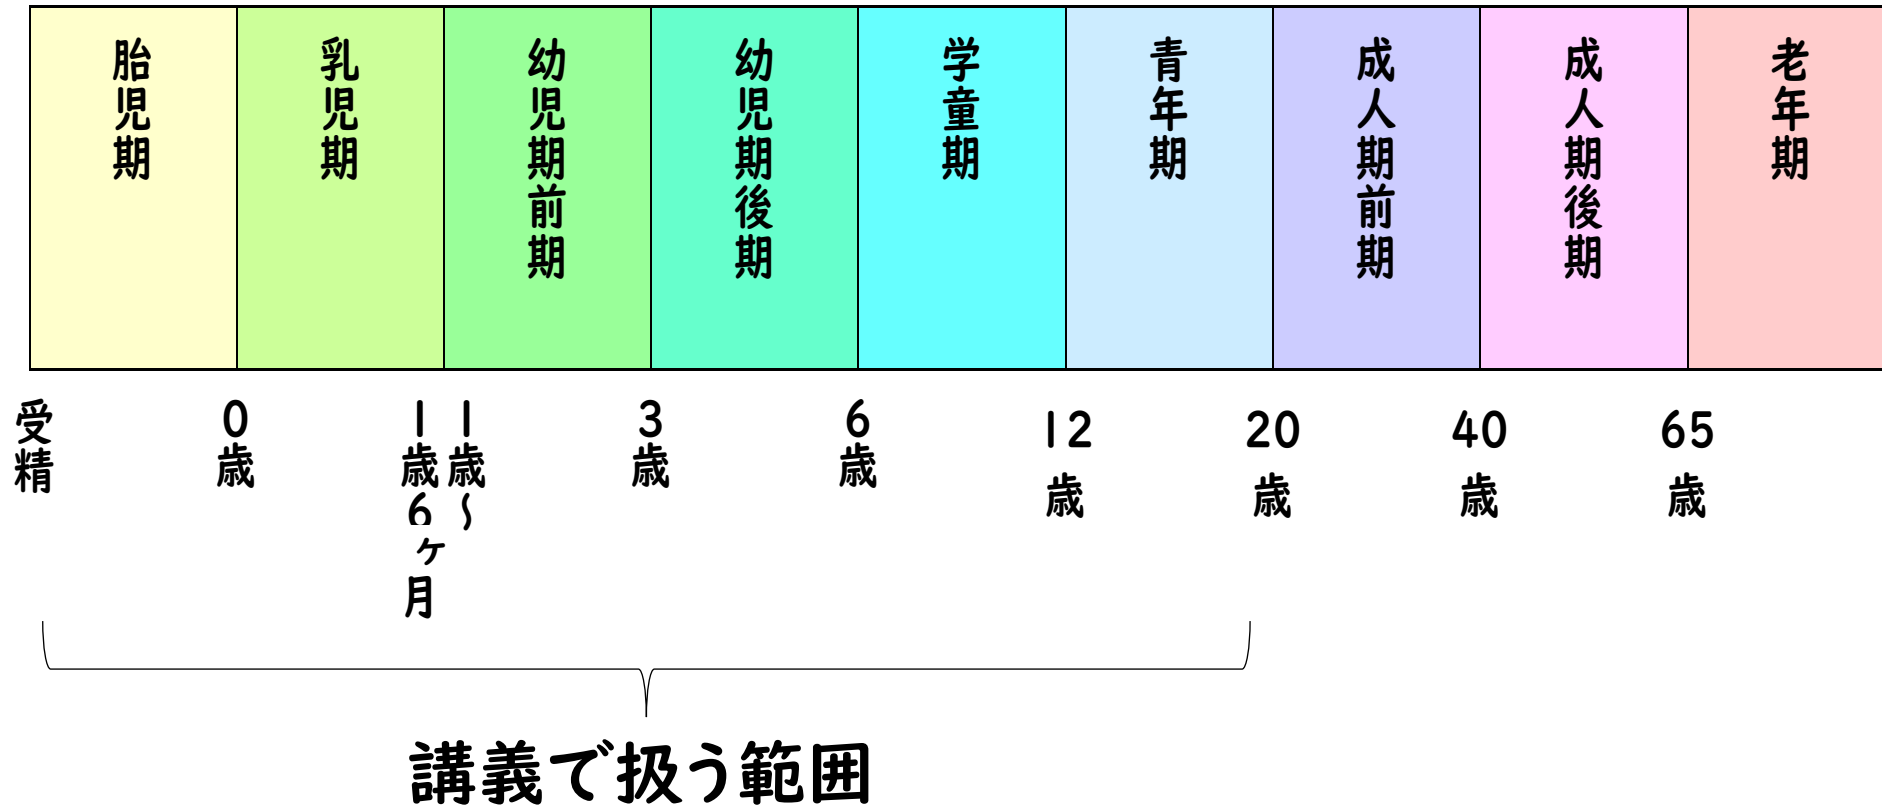 胎児期
乳児期
幼児期前期
幼児期後期
学童期
青年期
成人期前期
成人期後期
老年期
受精
0歳
1歳~
1歳6ヶ月
3歳
6歳
12歳
20歳
40歳
65歳
講義で扱う範囲